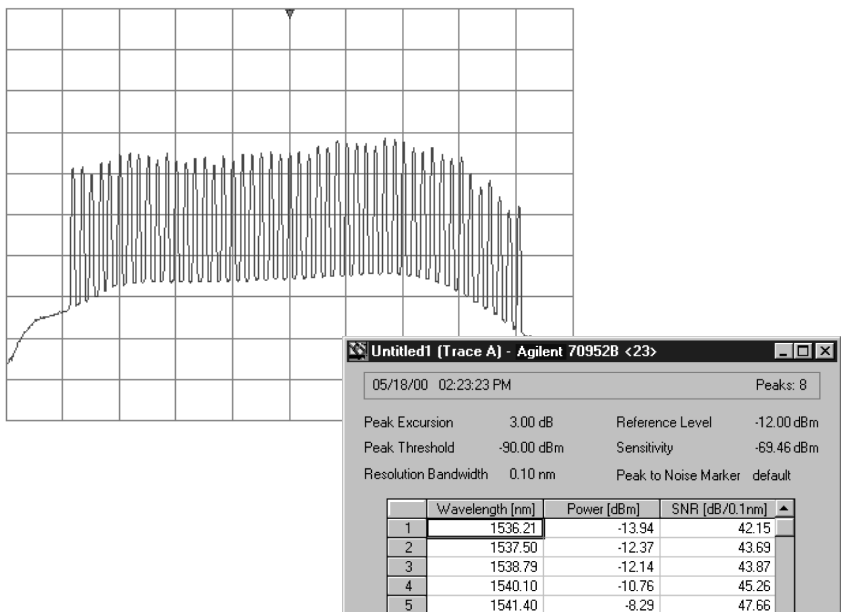 Untitled1 (Trace A) - Agilent 70952B <23>
05/18/00 02:23:23 PM Peaks: 8
Peak Excursion 3.00 dB Reference Level -12.00 dBm
Peak Threshold -90.00 dBm Sensitivity -69.46 dBm
Resolution Bandwidth 0.10 nm Peak to Noise Marker default
Wavelength [nm] Power [dBm] SNR [dB/0.1nm]
1 1536.21 -13.94 42.15
2 1537.50 -12.37 43.69
3 1538.79 -12.14 43.87
4 1540.10 -10.76 45.26
5 1541.40 -8.29 47.66